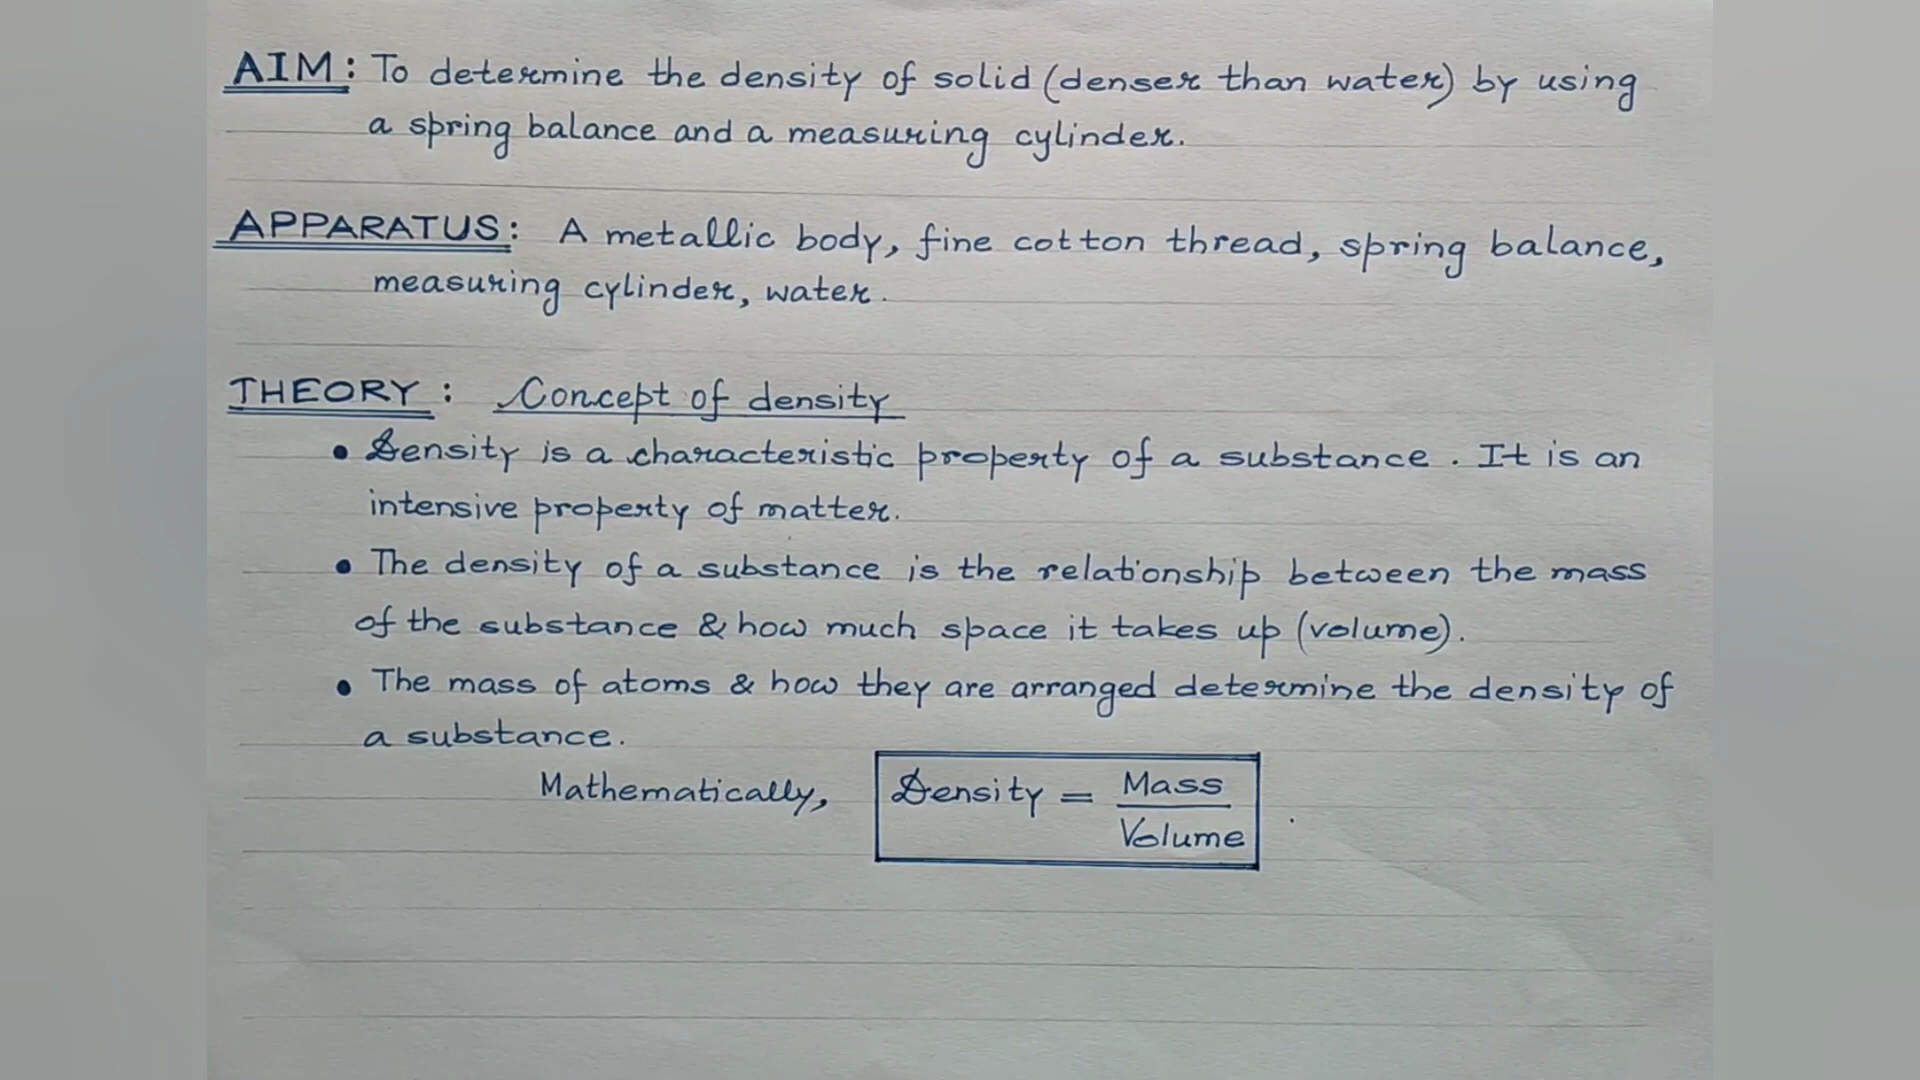 AIM: To determine the density of solid (denser than water) by using
a spring balance and a measuring cylinder.
APPARATUS: A metallic body, fine cotton thread, spring balance,
measuring cylinder, water.
THEORY: Concept of density
• Density is a characteristic property of a substance. It is an
intensive property of matter.
• The density of a substance is the relationship between the mass
of the substance & how much space it takes up (volume).
• The mass of atoms & how they are arranged determine the density of
a substance.
Mathematically, Density = Mass
Volume